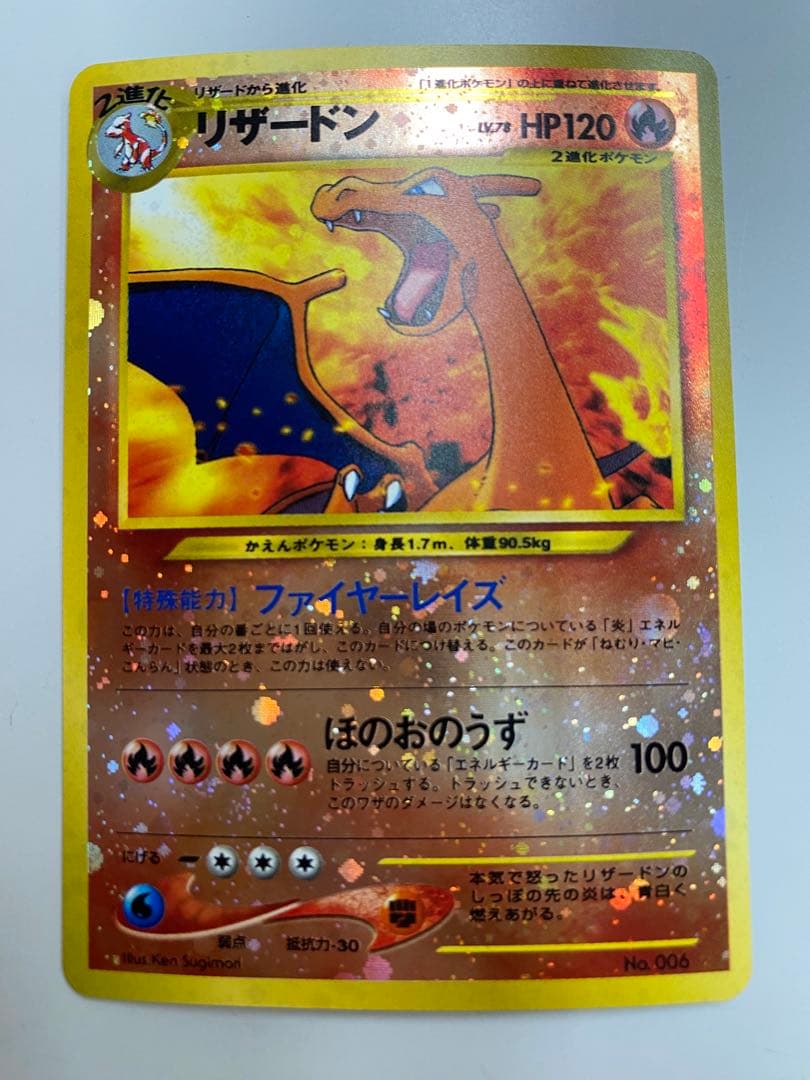 2進化
リザードから進化
「1進化ポケモン」の上に重ねて進化させます。
リザードン
LV.78 HP120
2進化ポケモン
かえんポケモン：身長1.7m、体重90.5kg
【特殊能力】ファイヤーレイズ
この力は、自分の番ごとに1回使える。自分の場のポケモンについている「炎」エネル
ギーカードを最大2枚まではがし、このカードにつけ替える。このカードが「ねむり・マヒ・
こんらん」状態のとき、この力は使えない。
ほのおのうず
自分についている「エネルギーカード」を2枚
トラッシュする。トラッシュできないとき、
このワザのダメージはなくなる。
100
にげる
本気で怒ったリザードンの
しっぽの先の炎は、青白く
燃えあがる。
弱点
抵抗力-30
Illus. Ken Sugimori
No. 006